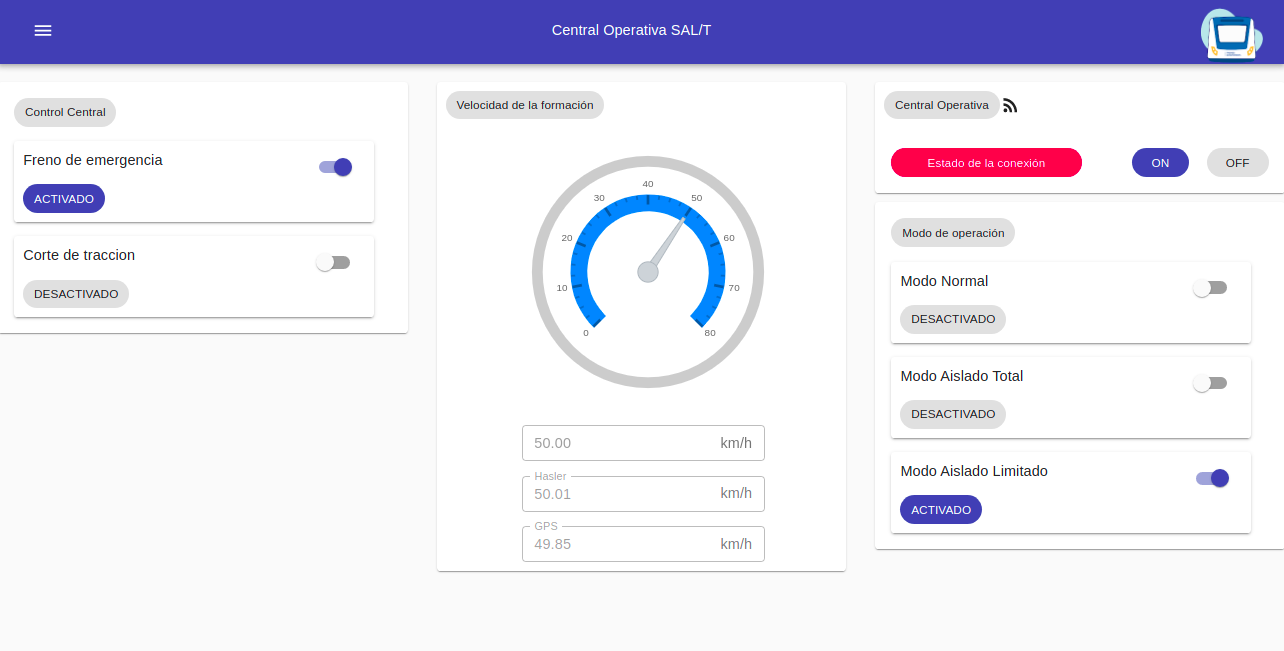 Central Operativa SAL/T
Control Central
Freno de emergencia
ACTIVADO
Corte de traccion
DESACTIVADO
Velocidad de la formación
0
10
20
30
40
50
60
70
80
50.00 km/h
Hasler
50.01 km/h
GPS
49.85 km/h
Central Operativa
Estado de la conexión ON OFF
Modo de operación
Modo Normal
DESACTIVADO
Modo Aislado Total
DESACTIVADO
Modo Aislado Limitado
ACTIVADO